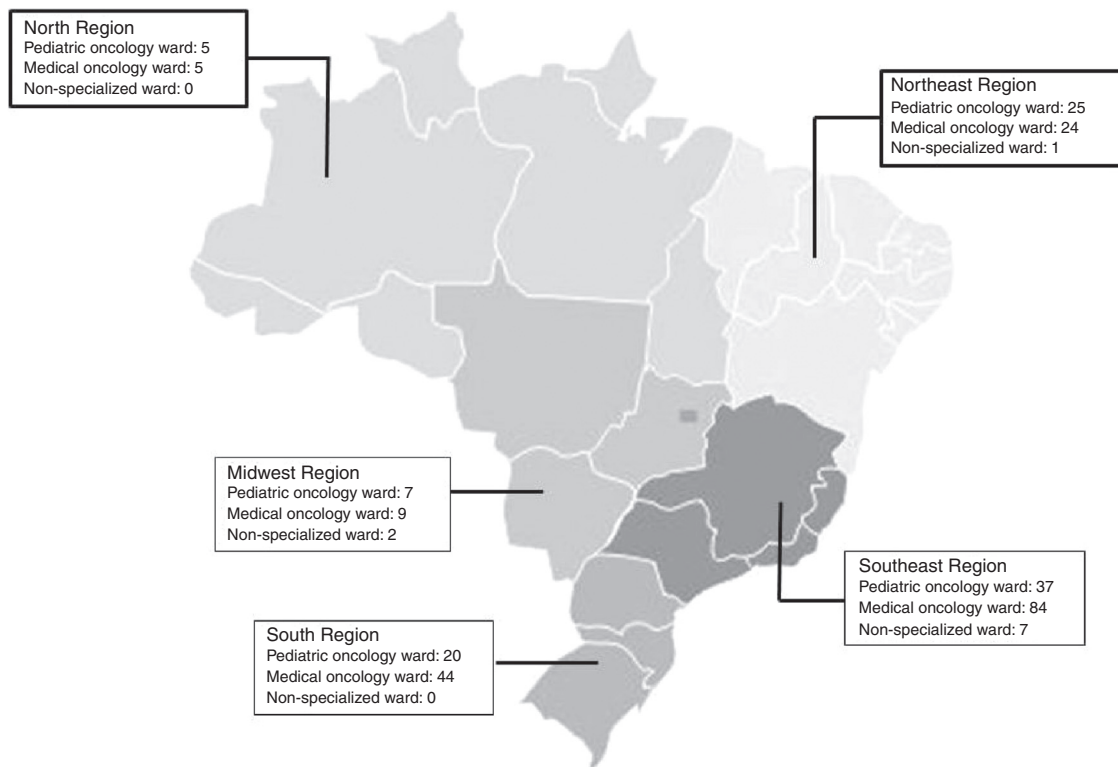 North Region
Pediatric oncology ward: 5
Medical oncology ward: 5
Non-specialized ward: 0
Northeast Region
Pediatric oncology ward: 25
Medical oncology ward: 24
Non-specialized ward: 1
Midwest Region
Pediatric oncology ward: 7
Medical oncology ward: 9
Non-specialized ward: 2
Southeast Region
Pediatric oncology ward: 37
Medical oncology ward: 84
Non-specialized ward: 7
South Region
Pediatric oncology ward: 20
Medical oncology ward: 44
Non-specialized ward: 0